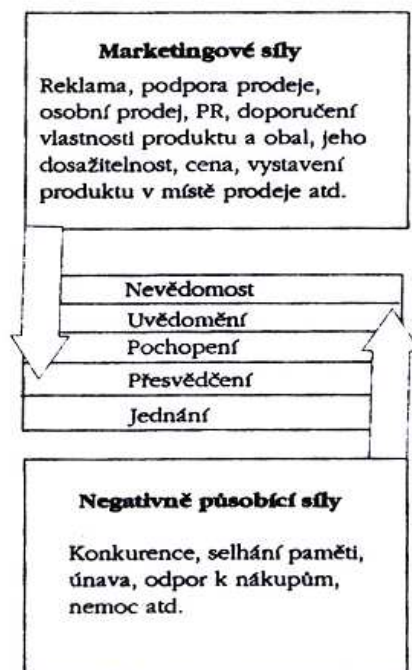 Marketingové síly
Reklama, podpora prodeje,
osobní prodej, PR, doporučení
vlastnosti produktu a obal, jeho
dosažitelnost, cena, vystavení
produktu v místě prodeje atd.
Nevědomost
Uvědomění
Pochopení
Přesvědčení
Jednání
Negativně působící síly
Konkurence, selhání paměti,
únava, odpor k nákupům,
nemoc atd.